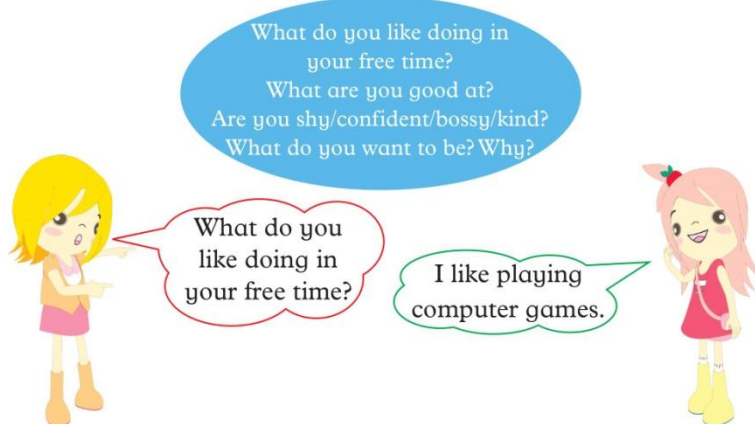 What do you like doing in
your free time?
What are you good at?
Are you shy/confident/bossy/kind?
What do you want to be? Why?
What do you
like doing in
your free time?
I like playing
computer games.